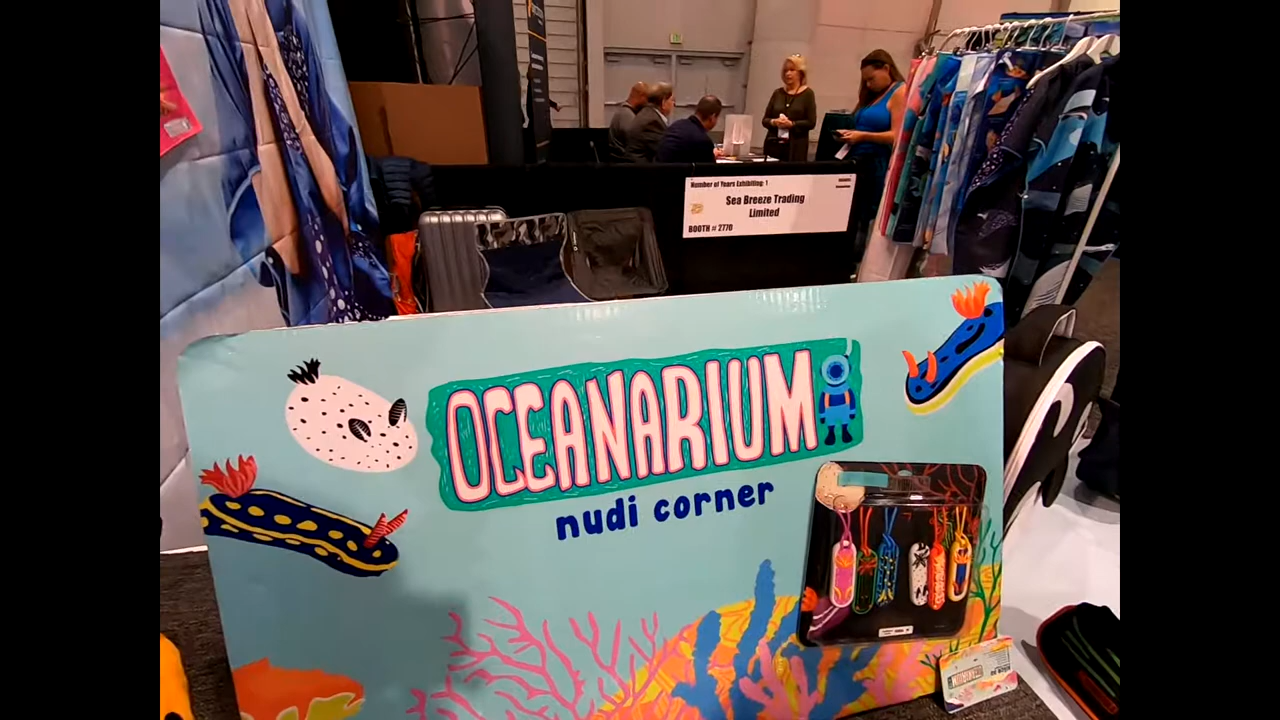 Number of Years Exhibiting: 1
Sea Breeze Trading
Limited
BOOTH # 2770
OCEANARIUM
nudi corner